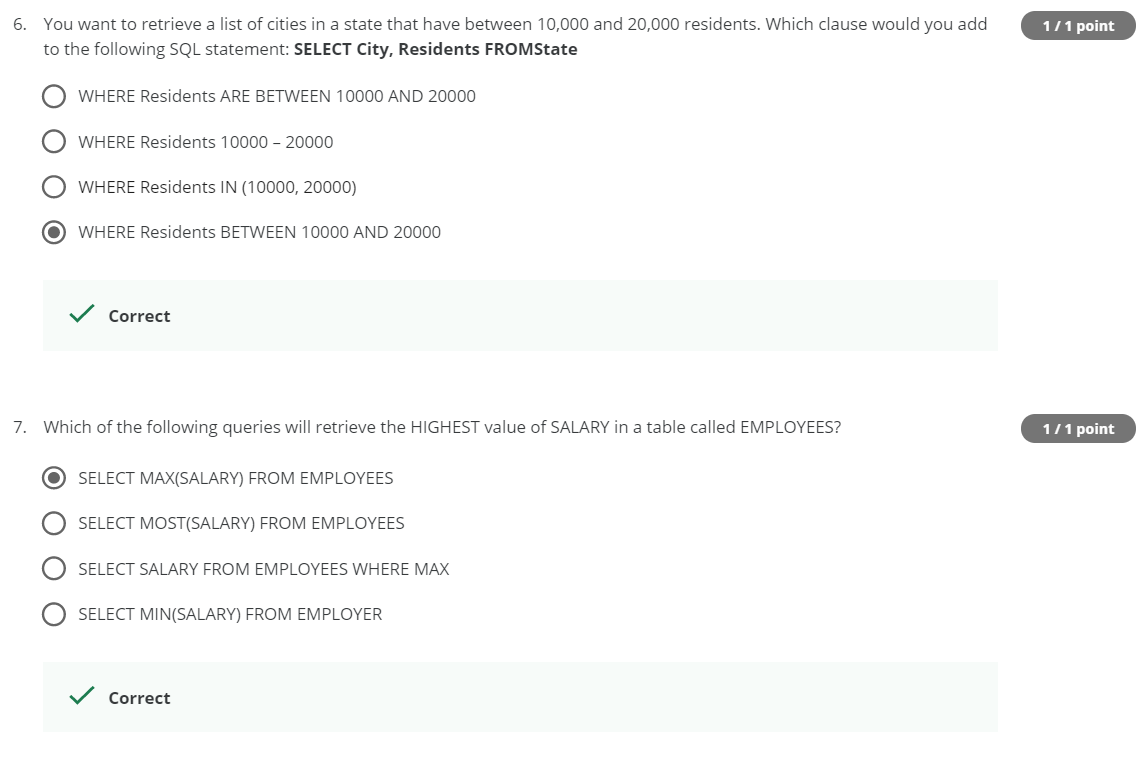 6. You want to retrieve a list of cities in a state that have between 10,000 and 20,000 residents. Which clause would you add
1 / 1 point
to the following SQL statement: SELECT City, Residents FROMState
WHERE Residents ARE BETWEEN 10000 AND 20000
WHERE Residents 10000 – 20000
WHERE Residents IN (10000, 20000)
WHERE Residents BETWEEN 10000 AND 20000
Correct
7. Which of the following queries will retrieve the HIGHEST value of SALARY in a table called EMPLOYEES?
1 / 1 point
SELECT MAX(SALARY) FROM EMPLOYEES
SELECT MOST(SALARY) FROM EMPLOYEES
SELECT SALARY FROM EMPLOYEES WHERE MAX
SELECT MIN(SALARY) FROM EMPLOYER
Correct